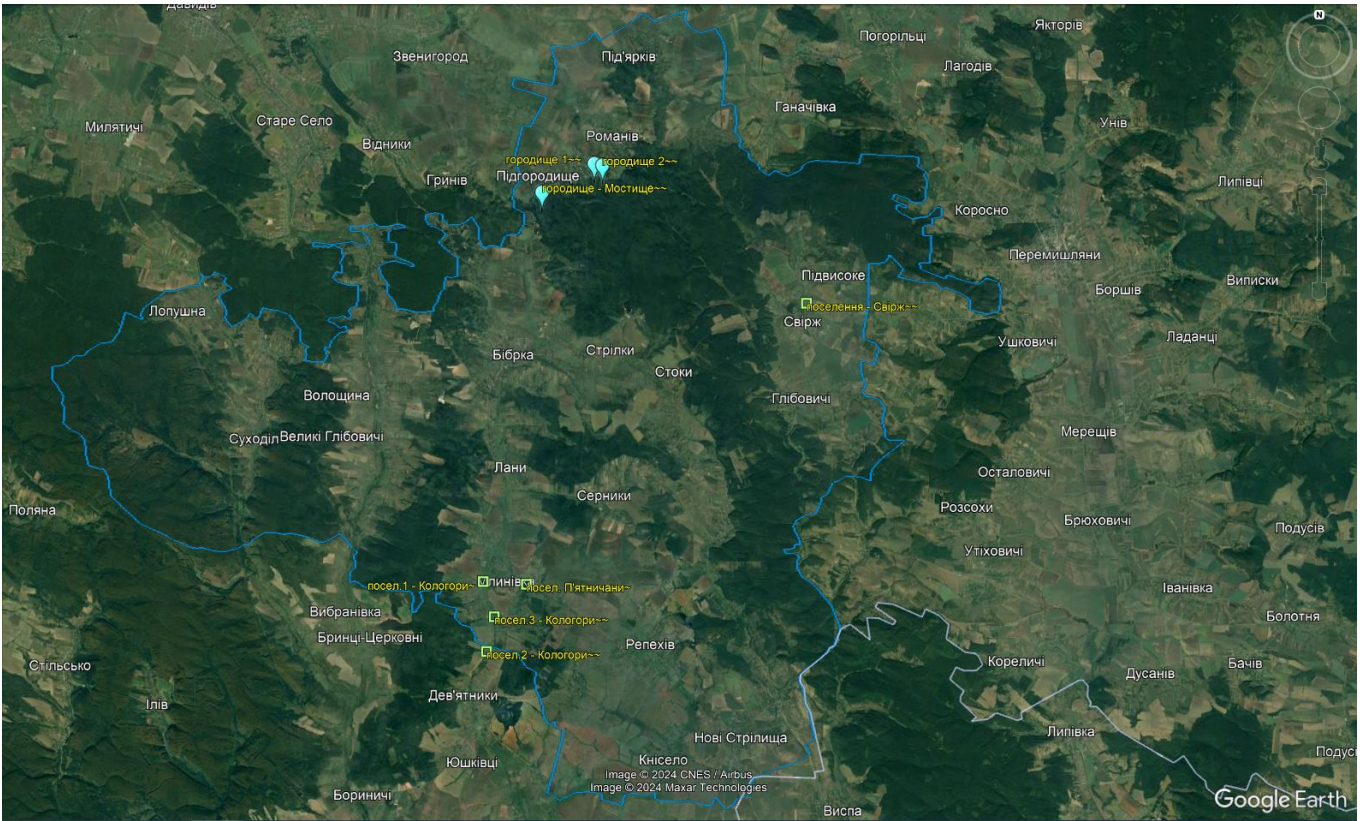 Давидів
Якторів
Погорільці
Звенигород
Під'ярків
Лагодів
Ганачівка
Старе Село
Милятичі
Унів
Романів
Відники
городище 1~~
городище 2~~
Підгородище
Гринів
Липівці
городище - Мостище~~
Коросно
Перемишляни
Підвисоке
Виписки
Боршів
поселення - Свірж~~
Лопушна
Свірж
Ладанці
Ушковичі
Бібрка
Стрілки
Стоки
Волощина
Глібовичі
Мерещів
Суходіл
Великі Глібовичі
Лани
Осталовичі
Серники
Розсохи
Поляна
Брюховичі
Подусів
Утіховичі
посел.1 - Кологори~
посел. П'ятничани~
Іванівка
Вибранівка
Болотня
посел 3 - Кологори~~
Бринці-Церковні
Репехів
посел.2 - Кологори~~
Стільсько
Кореличі
Бачів
Дусанів
Дев'ятники
Ілів
Липівка
Нові Стрілища
Юшківці
Кнісело
Image © 2024 CNES / Airbus
Image © 2024 Maxar Technologies
Бориничі
Виспа
Google Earth
N